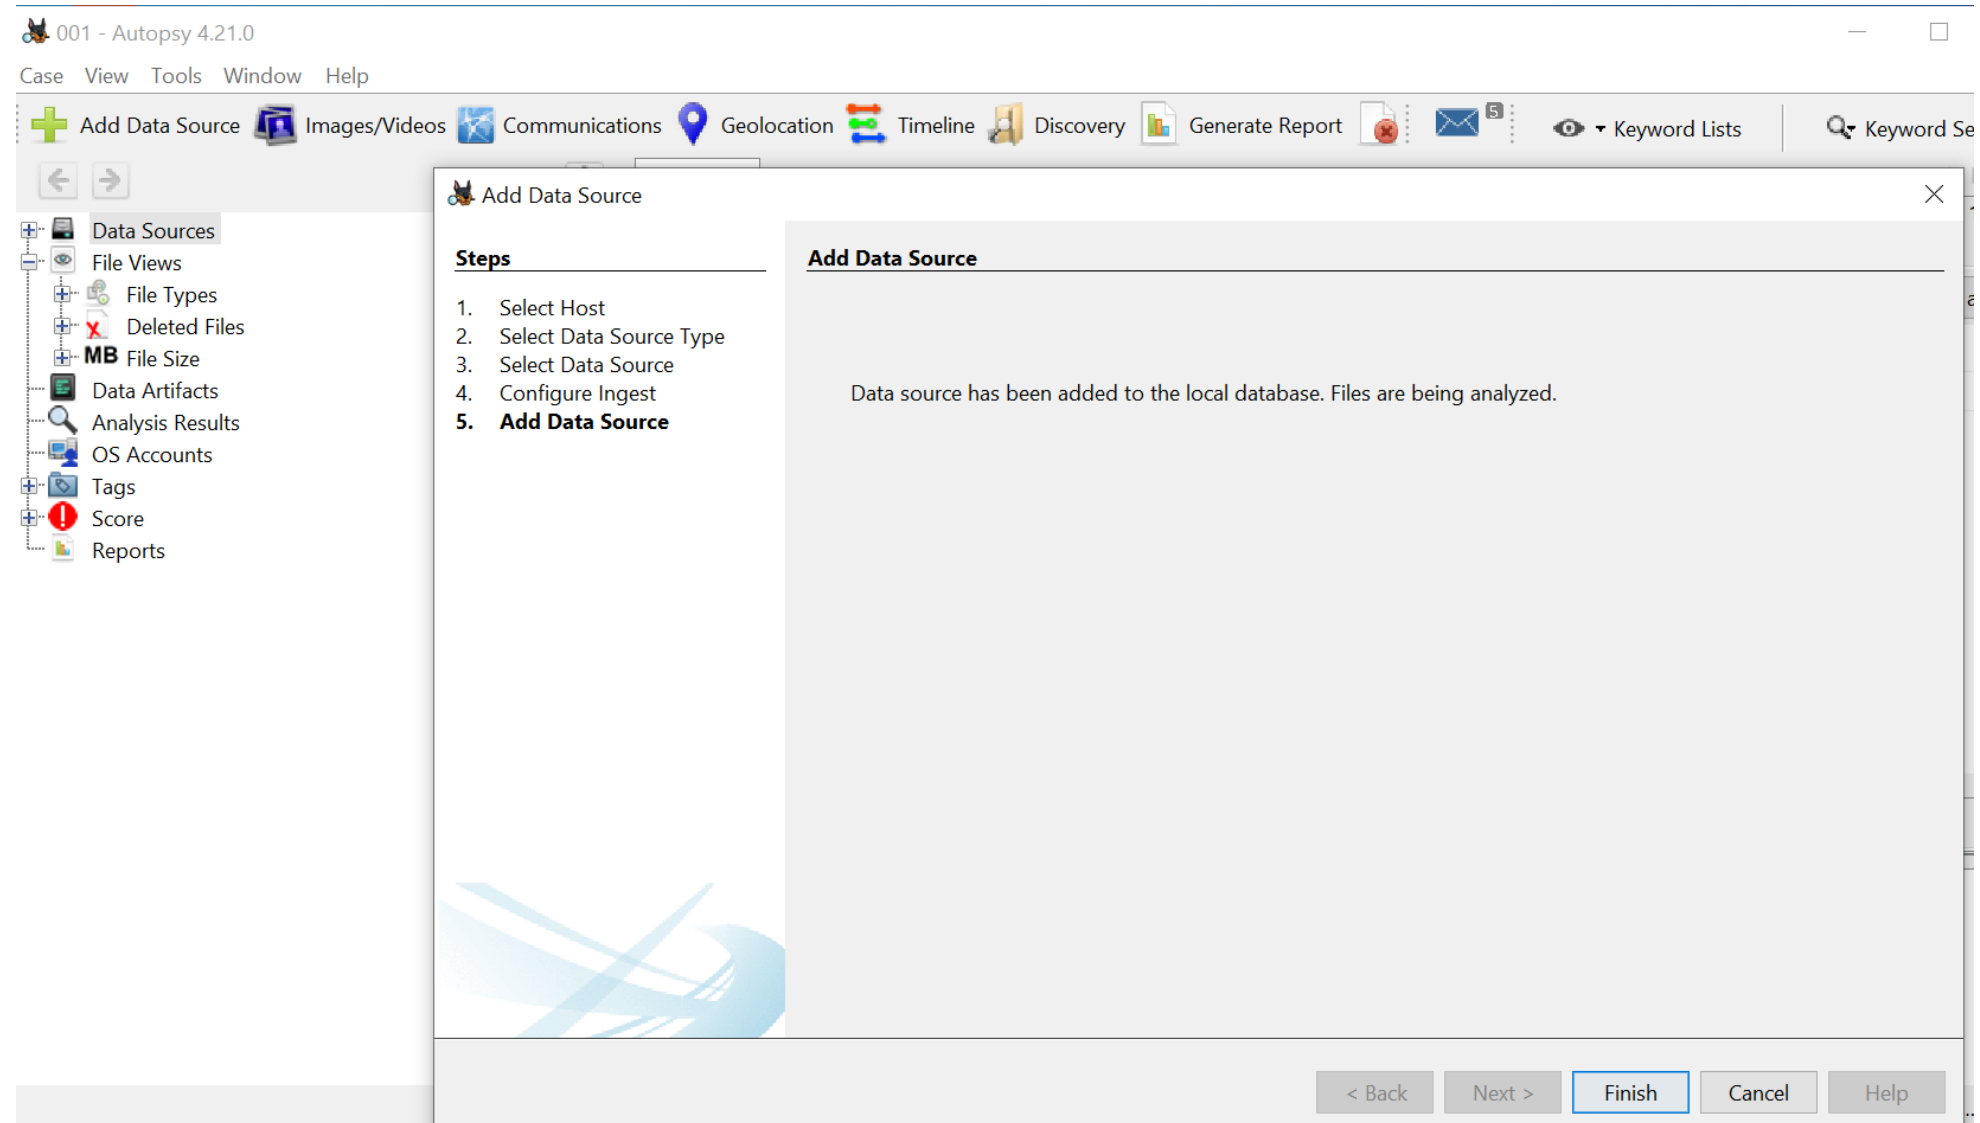 001 - Autopsy 4.21.0
Case View Tools Window Help
Add Data Source Images/Videos Communications Geolocation Timeline Discovery Generate Report 5 Keyword Lists Keyword Se
Add Data Source
Data Sources
File Views
File Types
Deleted Files
MB File Size
Data Artifacts
Analysis Results
OS Accounts
Tags
Score
Reports
Steps
1. Select Host
2. Select Data Source Type
3. Select Data Source
4. Configure Ingest
5. Add Data Source
Add Data Source
Data source has been added to the local database. Files are being analyzed.
< Back Next > Finish Cancel Help